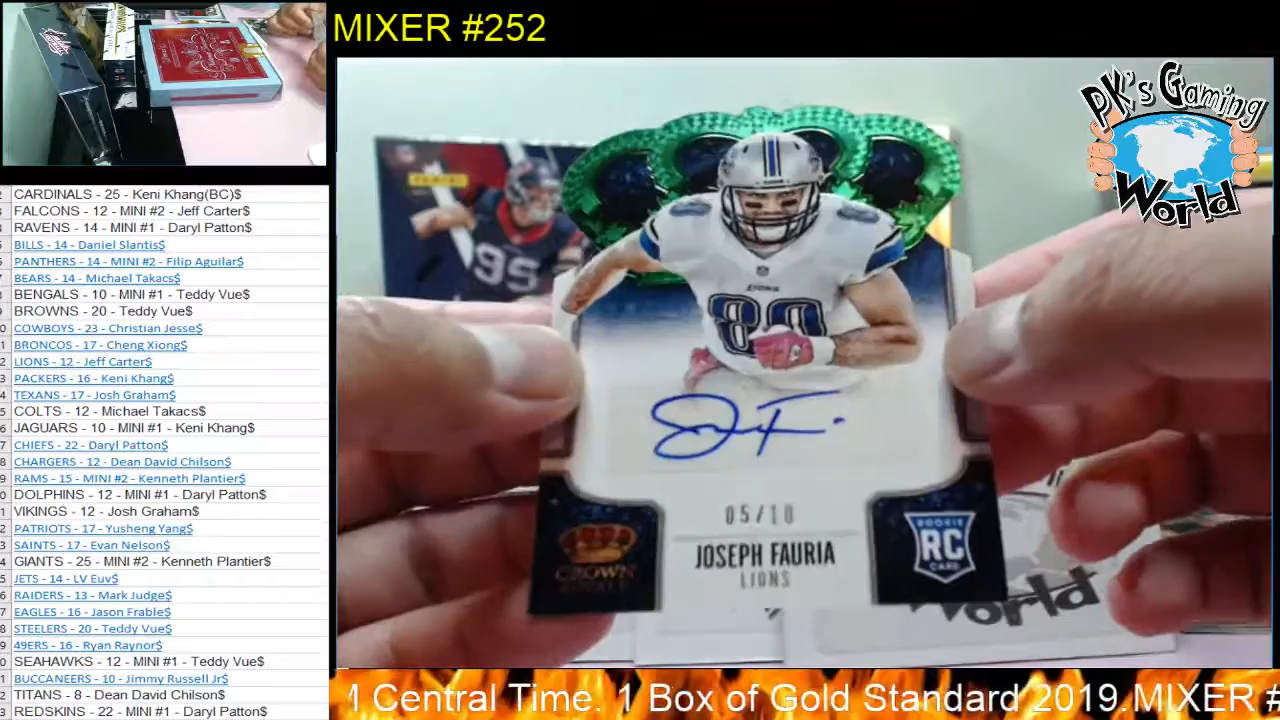 MIXER #252
PK's Gaming
World
CARDINALS - 25 - Keni Khang(BC)$
FALCONS - 12 - MINI #2 - Jeff Carter$
RAVENS - 14 - MINI #1 - Daryl Patton$
BILLS - 14 - Daniel Slantis$
PANTHERS - 14 - MINI #2 - Filip Aguilar$
BEARS - 14 - Michael Takacs$
BENGALS - 10 - MINI #1 - Teddy Vue$
BROWNS - 20 - Teddy Vue$
COWBOYS - 23 - Christian Jesse$
BRONCOS - 17 - Cheng Xiong$
LIONS - 12 - Jeff Carter$
PACKERS - 16 - Keni Khang$
TEXANS - 17 - Josh Graham$
COLTS - 12 - Michael Takacs$
JAGUARS - 10 - MINI #1 - Keni Khang$
CHIEFS - 22 - Daryl Patton$
CHARGERS - 12 - Dean David Chilson$
RAMS - 15 - MINI #2 - Kenneth Plantier$
DOLPHINS - 12 - MINI #1 - Daryl Patton$
VIKINGS - 12 - Josh Graham$
PATRIOTS - 17 - Yusheng Yang$
SAINTS - 17 - Evan Nelson$
GIANTS - 25 - MINI #2 - Kenneth Plantier$
JETS - 14 - LV Euv$
RAIDERS - 13 - Mark Judge$
EAGLES - 16 - Jason Frable$
STEELERS - 20 - Teddy Vue$
49ERS - 16 - Ryan Raynor$
SEAHAWKS - 12 - MINI #1 - Teddy Vue$
BUCCANEERS - 10 - Jimmy Russell Jr$
TITANS - 8 - Dean David Chilson$
REDSKINS - 22 - MINI #1 - Daryl Patton$
PANINI
95
LIONS
80
05/10
JOSEPH FAURIA
LIONS
CROWN
ROOKIE
RC
CARD
World
M Central Time. 1 Box of Gold Standard 2019.MIXER #